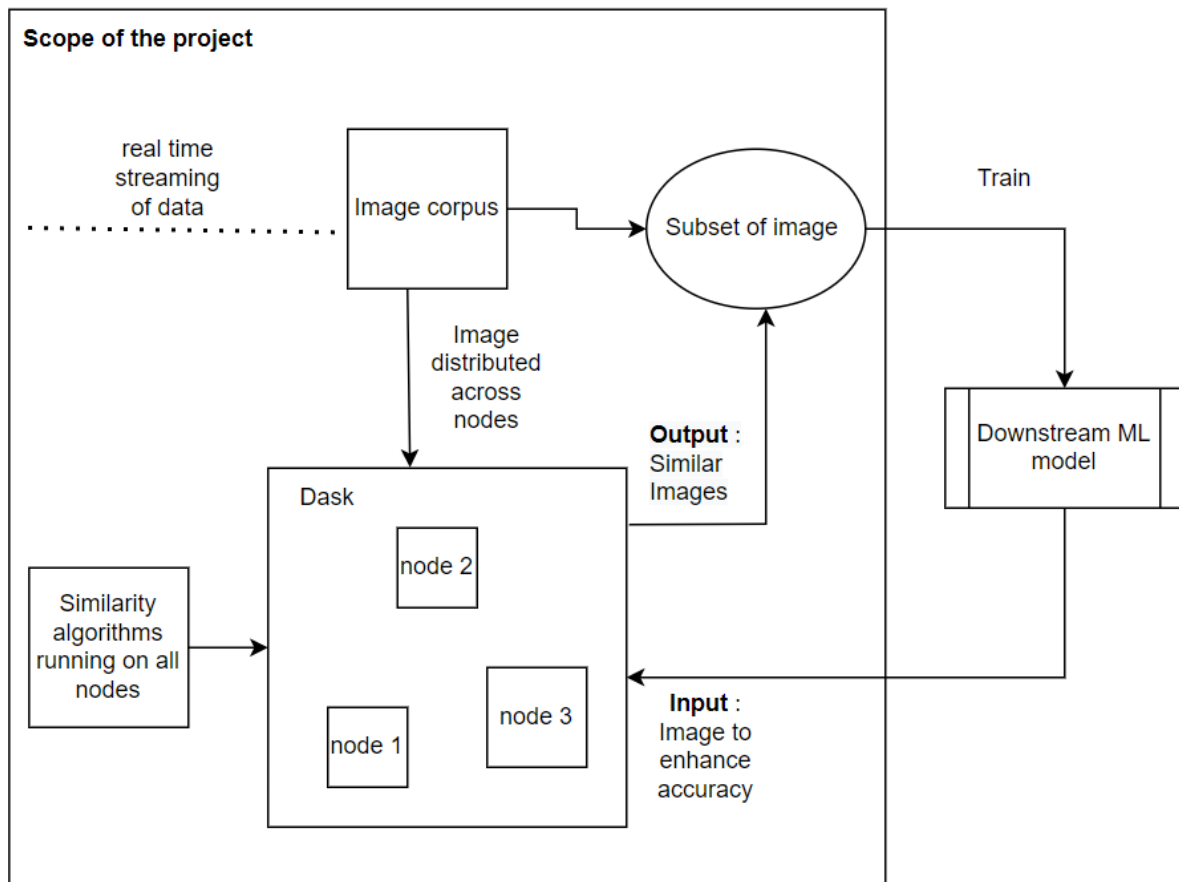 Scope of the project
real time
streaming
of data
Image corpus
Subset of image
Train
Image
distributed
across
nodes
Output :
Similar
Images
Downstream ML
model
Dask
node 2
Similarity
algorithms
running on all
nodes
node 3
node 1
Input :
Image to
enhance
accuracy